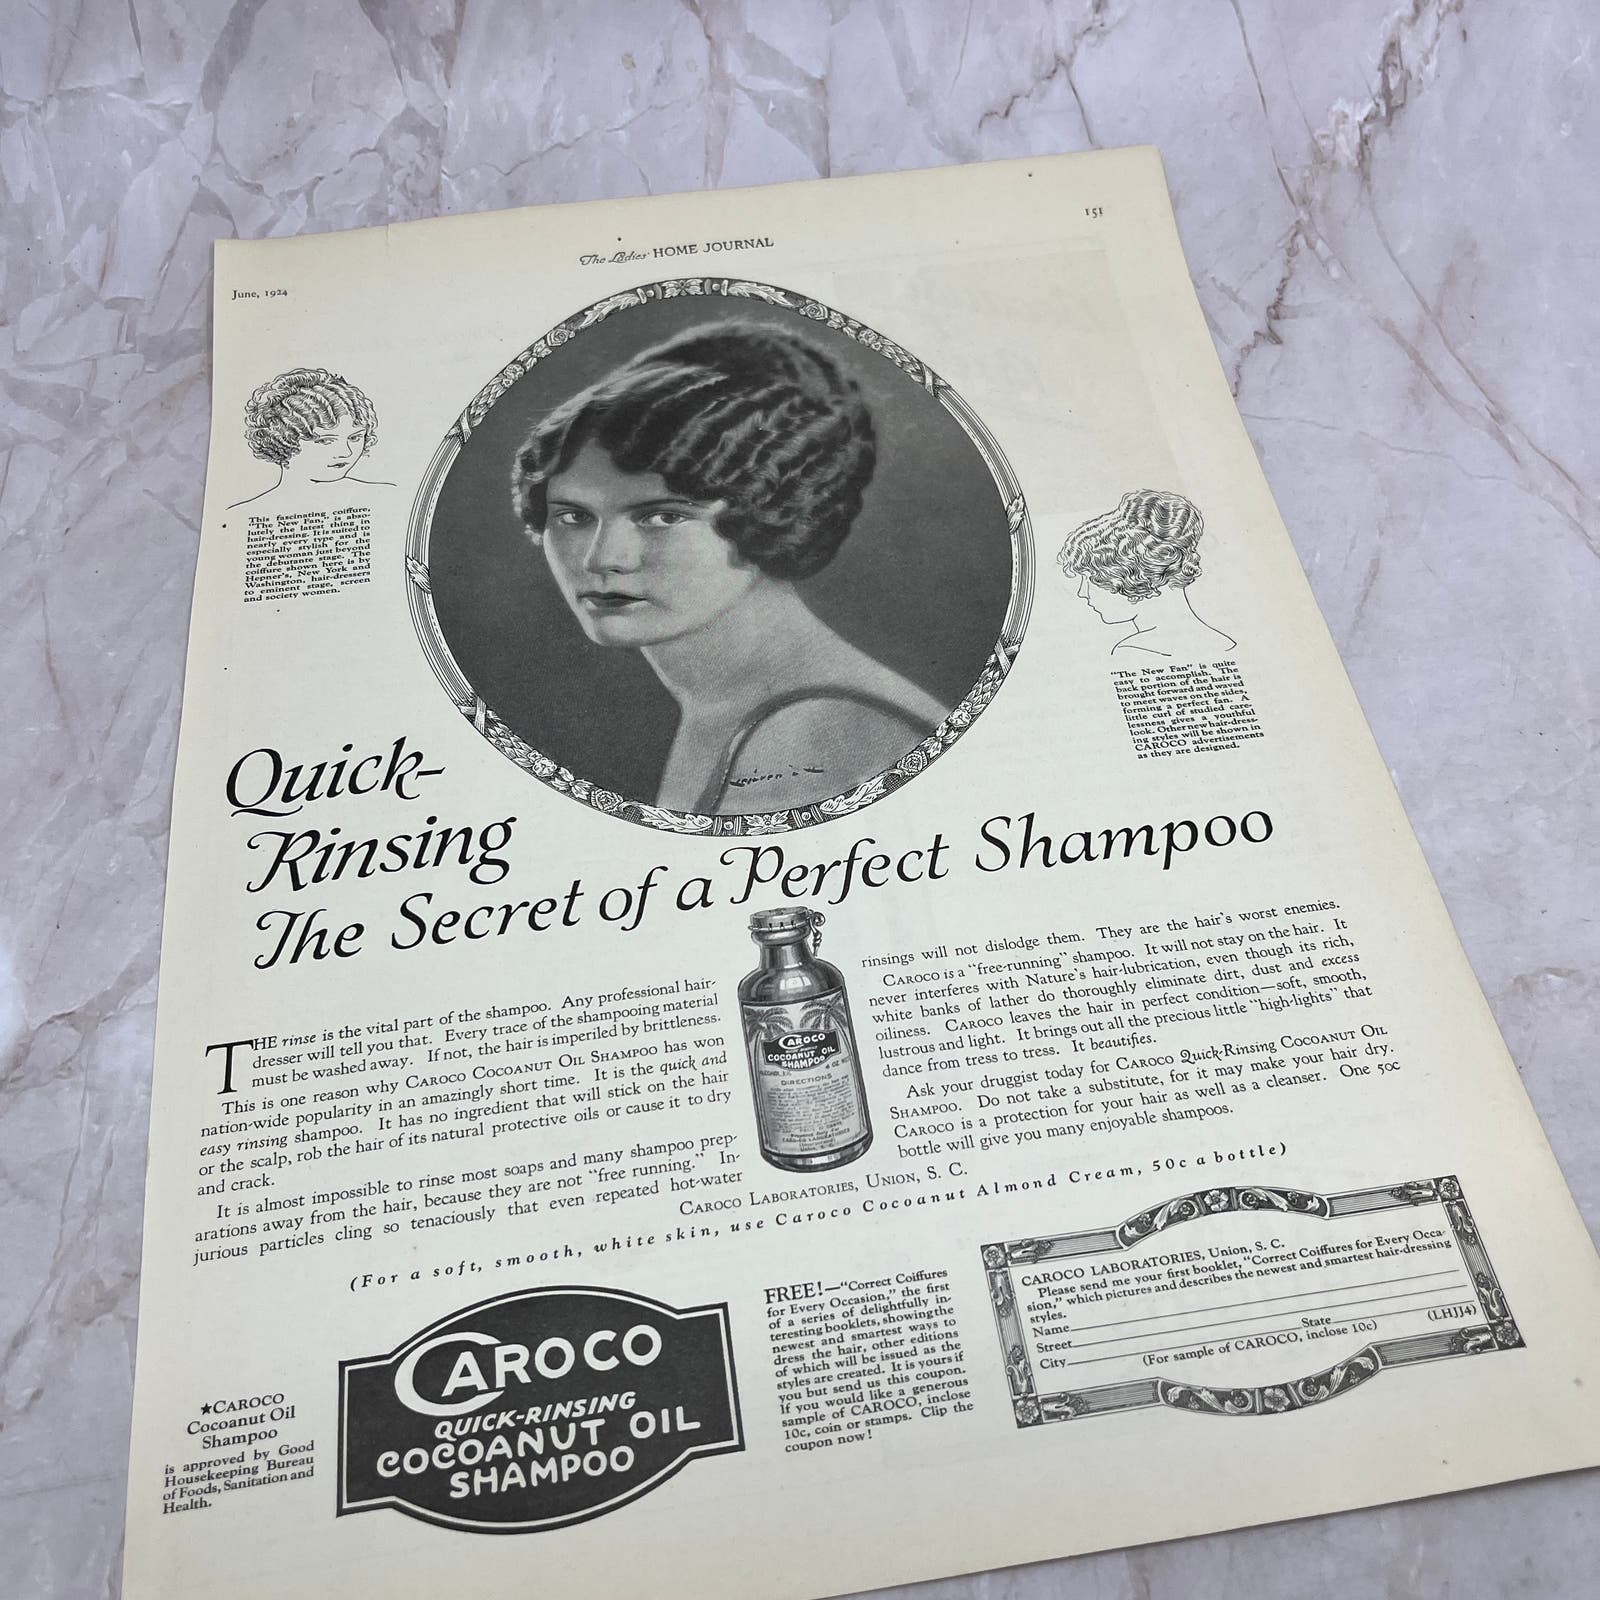 151
The Ladies' HOME JOURNAL
June, 1924
This fascinating coiffure,
"The New Fan," is abso-
lutely the latest thing in
hair-dressing. It is suited to
nearly every type and is
especially stylish for the
young woman just beyond
the debutante stage. The
coiffure shown here is by
Hepner's, New York and
Washington, hair-dressers
to eminent stage, screen
and society women.
"The New Fan" is quite
easy to accomplish. The
back portion of the hair is
brought forward and waved
to meet waves on the sides,
forming a perfect fan. A
little curl of studied care-
lessness gives a youthful
look. Other new hair-dress-
ing styles will be shown in
CAROCO advertisements
as they are designed.
Quick-
Rinsing
The Secret of a Perfect Shampoo
THE rinse is the vital part of the shampoo. Any professional hair-
dresser will tell you that. Every trace of the shampooing material
must be washed away. If not, the hair is imperiled by brittleness.
This is one reason why CAROCO COCOANUT OIL SHAMPOO has won
nation-wide popularity in an amazingly short time. It is the quick and
easy rinsing shampoo. It has no ingredient that will stick on the hair
or the scalp, rob the hair of its natural protective oils or cause it to dry
and crack.
It is almost impossible to rinse most soaps and many shampoo prep-
arations away from the hair, because they are not "free running." In-
jurious particles cling so tenaciously that even repeated hot-water
rinsings will not dislodge them. They are the hair's worst enemies.
CAROCO is a "free-running" shampoo. It will not stay on the hair. It
never interferes with Nature's hair-lubrication, even though its rich,
white banks of lather do thoroughly eliminate dirt, dust and excess
oiliness. CAROCO leaves the hair in perfect condition—soft, smooth,
lustrous and light. It brings out all the precious little "high-lights" that
dance from tress to tress. It beautifies.
Ask your druggist today for CAROCO Quick-Rinsing COCOANUT OIL
SHAMPOO. Do not take a substitute, for it may make your hair dry.
CAROCO is a protection for your hair as well as a cleanser. One 50c
bottle will give you many enjoyable shampoos.
CAROCO
COCOANUT OIL
SHAMPOO
DIRECTIONS
CAROCO LABORATORIES, UNION, S. C.
(For a soft, smooth, white skin, use Caroco Cocoanut Almond Cream, 50c a bottle)
★CAROCO
Cocoanut Oil
Shampoo
is approved by Good
Housekeeping Bureau
of Foods, Sanitation and
Health.
CAROCO
QUICK-RINSING
COCOANUT OIL
SHAMPOO
FREE!—"Correct Coiffures
for Every Occasion," the first
of a series of delightfully in-
teresting booklets, showing the
newest and smartest ways to
dress the hair, other editions
of which will be issued as the
styles are created. It is yours if
you but send us this coupon.
If you would like a generous
sample of CAROCO, inclose
10c, coin or stamps. Clip the
coupon now!
CAROCO LABORATORIES, Union, S. C.
Please send me your first booklet, "Correct Coiffures for Every Occa-
sion," which pictures and describes the newest and smartest hair-dressing
styles.
Name
Street
City State
(For sample of CAROCO, inclose 10c) (LHJJ4)